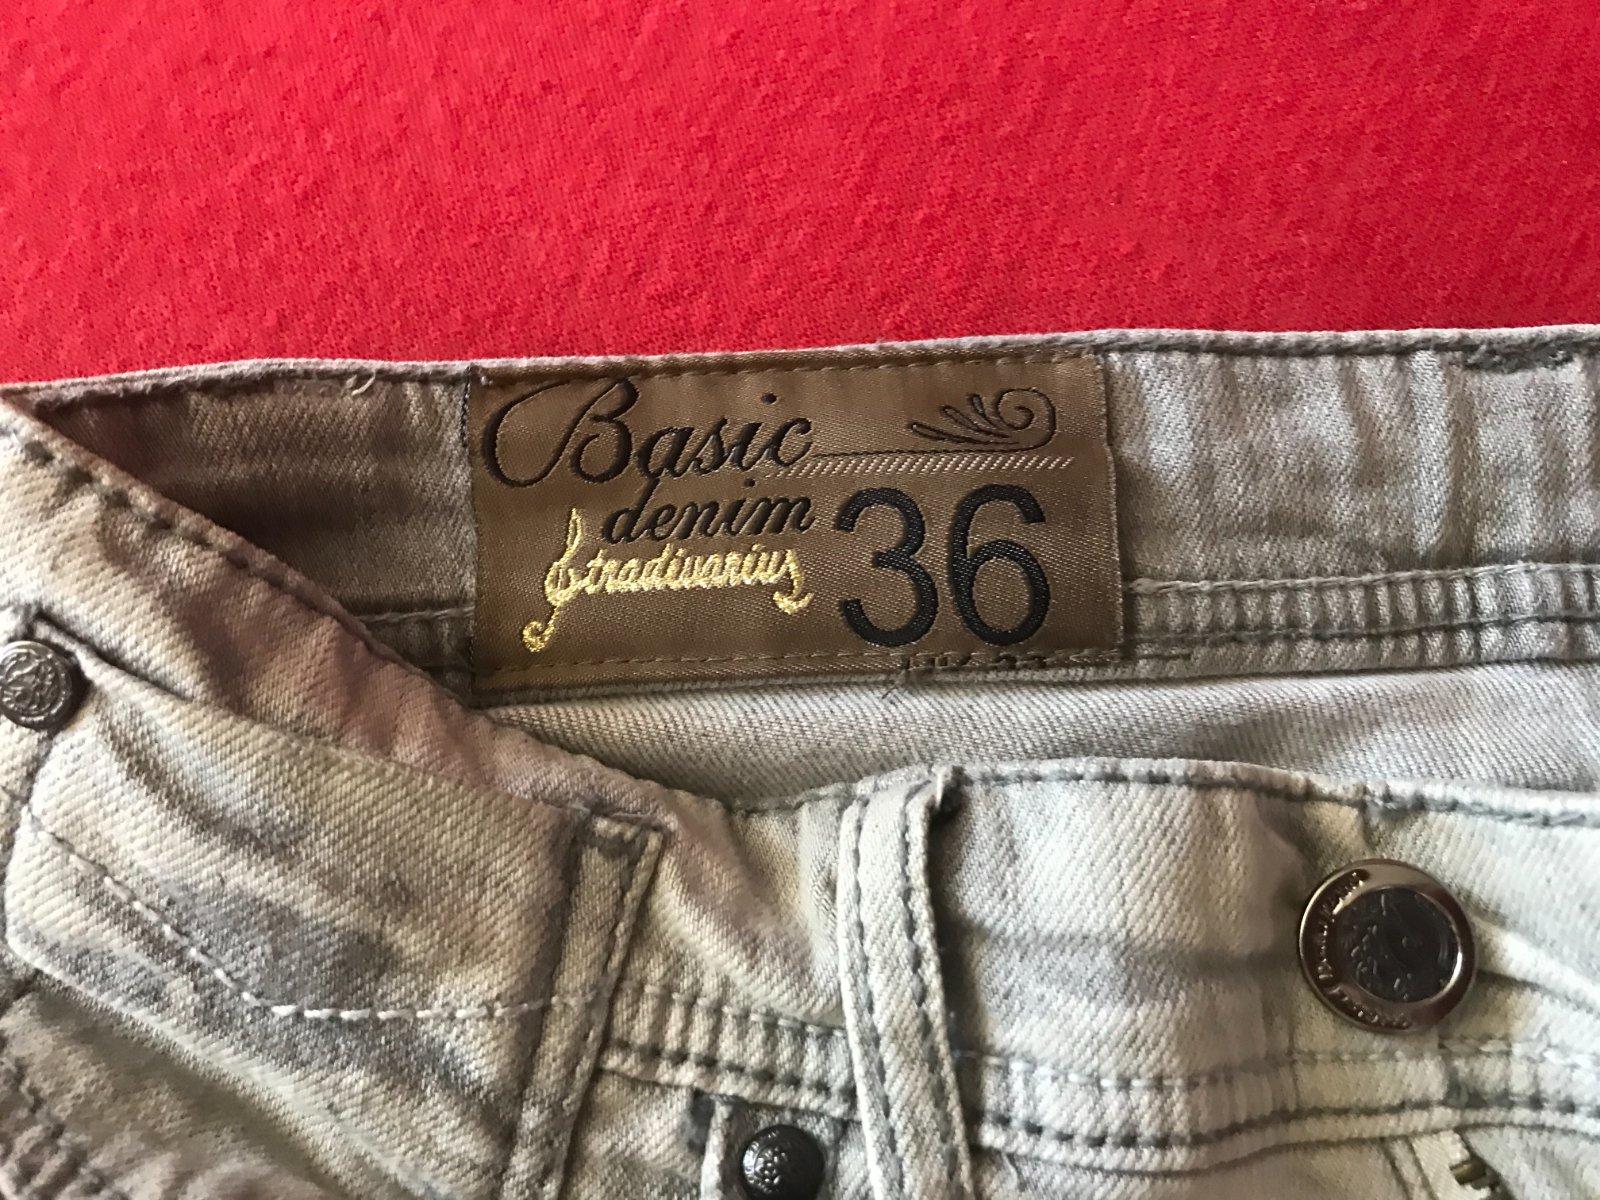 Basic
denim
Stradivarius
36